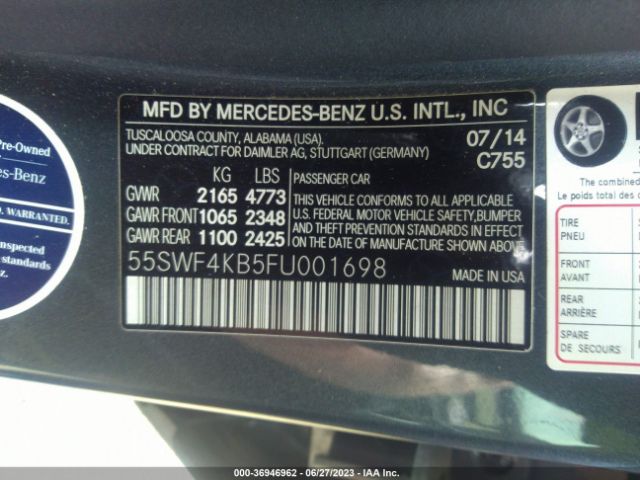 MFD BY MERCEDES-BENZ U.S. INTL., INC
TUSCALOOSA COUNTY, ALABAMA (USA). 07/14
UNDER CONTRACT FOR DAIMLER AG, STUTTGART (GERMANY) C755
KG LBS PASSENGER CAR
GVWR 2165 4773 THIS VEHICLE CONFORMS TO ALL APPLICABLE
GAWR FRONT 1065 2348 U.S. FEDERAL MOTOR VEHICLE SAFETY, BUMPER
GAWR REAR 1100 2425 AND THEFT PREVENTION STANDARDS IN EFFECT
ON THE DATE OF MANUFACTURE SHOWN ABOVE.
55SWF4KB5FU001698 MADE IN USA
Pre-Owned
des-Benz
inspected
The combined
Le poids total des
TIRE
PNEU
FRONT
AVANT
REAR
ARRIÈRE
SPARE
DE SECOURS
000-36946962 - 06/27/2023 - IAA Inc.